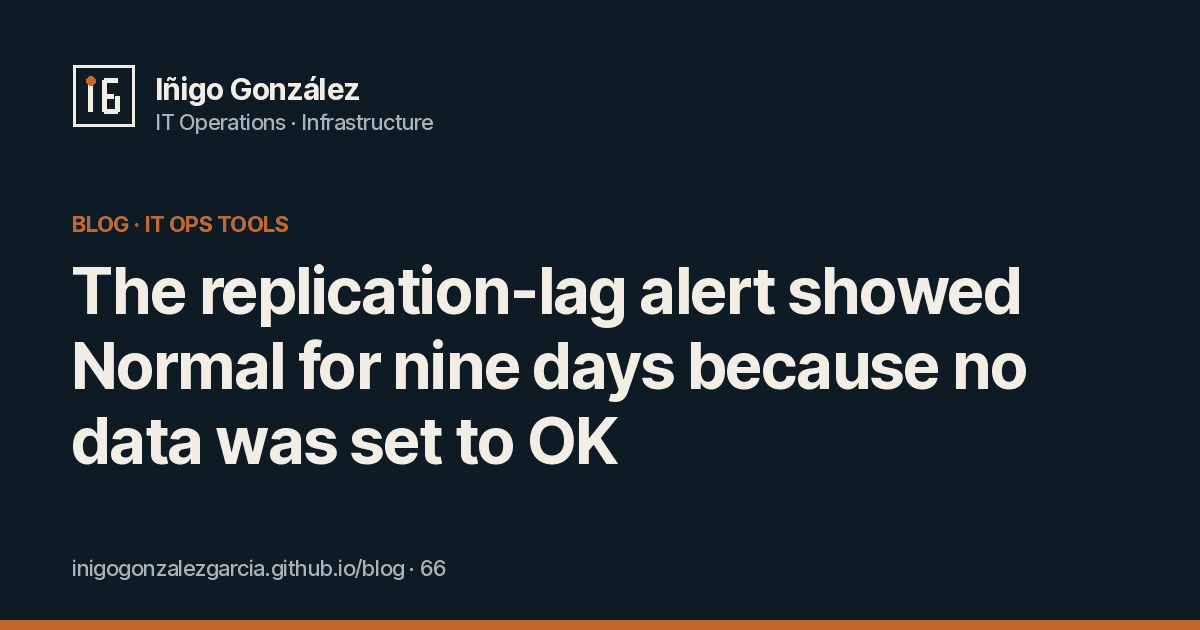 iG
Iñigo González
IT Operations · Infrastructure
BLOG · IT OPS TOOLS
The replication-lag alert showed
Normal for nine days because no
data was set to OK
inigogonzalezgarcia.github.io/blog · 66